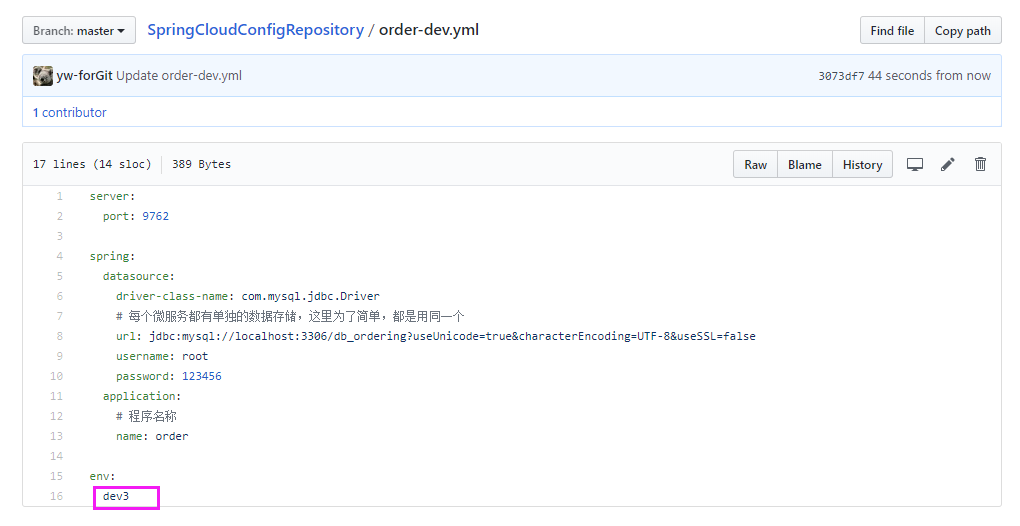 Branch: master SpringCloudConfigRepository / order-dev.yml Find file Copy path
yw-forGit Update order-dev.yml 3073df7 44 seconds from now
1 contributor
17 lines (14 sloc) 389 Bytes Raw Blame History
1 server:
2   port: 9762
3
4 spring:
5   datasource:
6     driver-class-name: com.mysql.jdbc.Driver
7     # 每个微服务都有单独的数据存储，这里为了简单，都是用同一个
8     url: jdbc:mysql://localhost:3306/db_ordering?useUnicode=true&characterEncoding=UTF-8&useSSL=false
9     username: root
10     password: 123456
11   application:
12     # 程序名称
13     name: order
14
15 env:
16   dev3